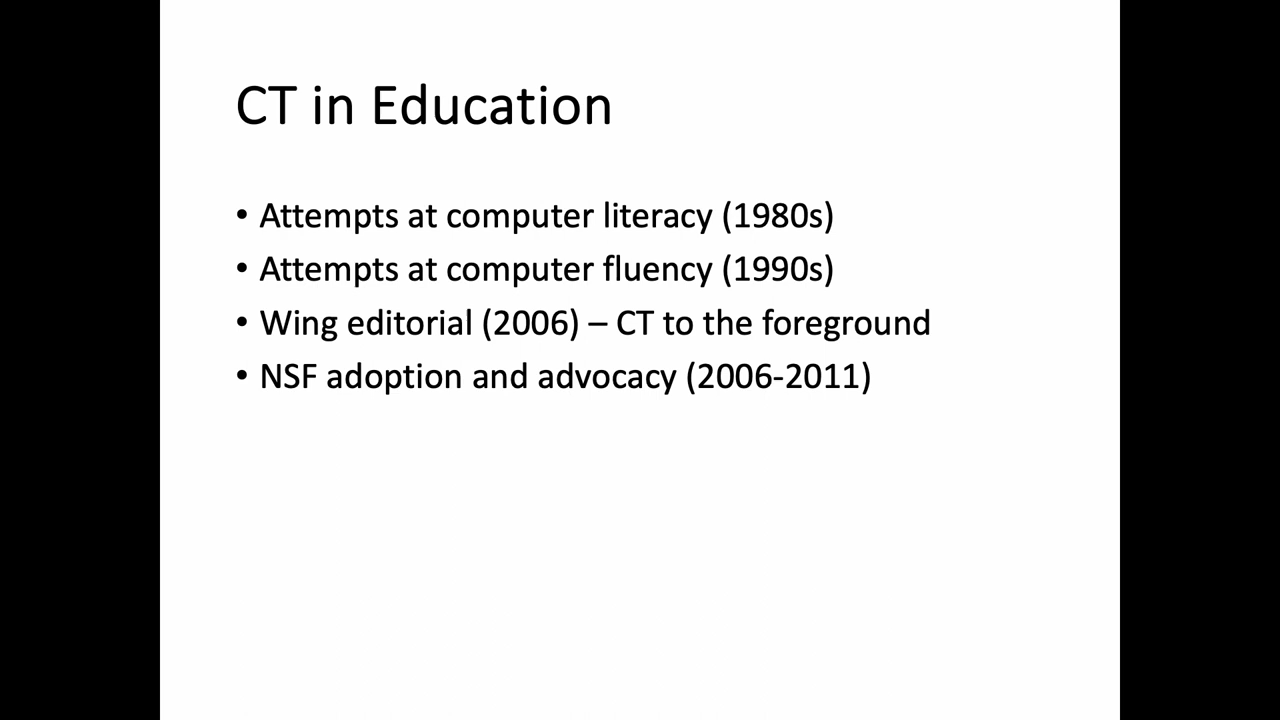 CT in Education
• Attempts at computer literacy (1980s)
• Attempts at computer fluency (1990s)
• Wing editorial (2006) – CT to the foreground
• NSF adoption and advocacy (2006-2011)